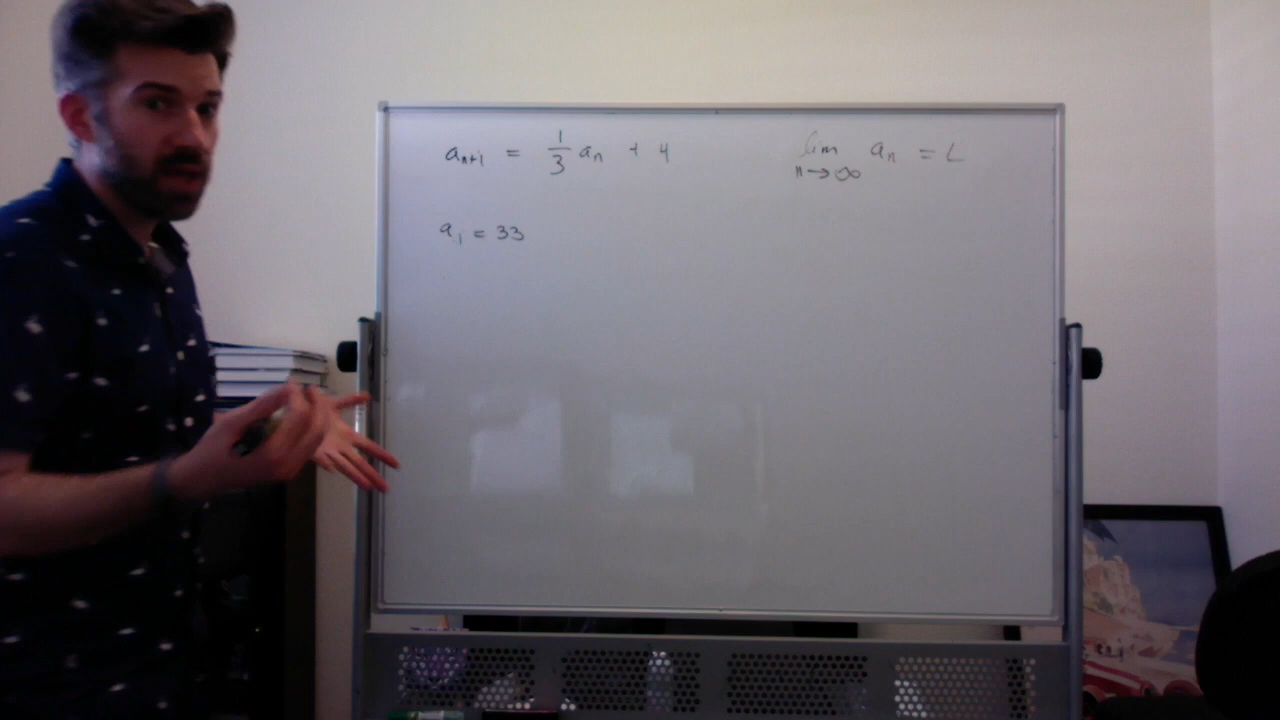 aₙ₊₁ = 1/3 aₙ + 4
lim n→∞ aₙ = L
a₁ = 33